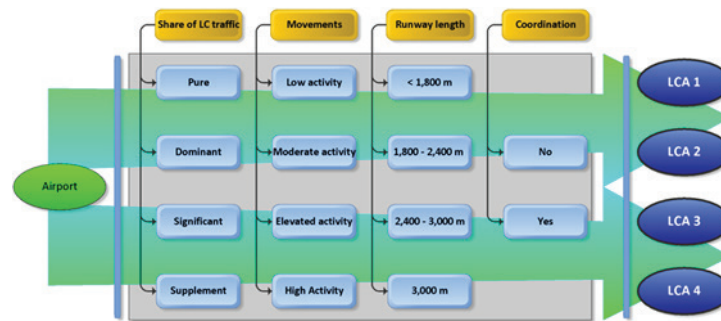 Share of LC traffic
Movements
Runway length
Coordination
Pure
Low activity
< 1,800 m
LCA 1
Dominant
Moderate activity
1,800 - 2,400 m
No
LCA 2
Airport
Significant
Elevated activity
2,400 - 3,000 m
Yes
LCA 3
Supplement
High Activity
3,000 m
LCA 4